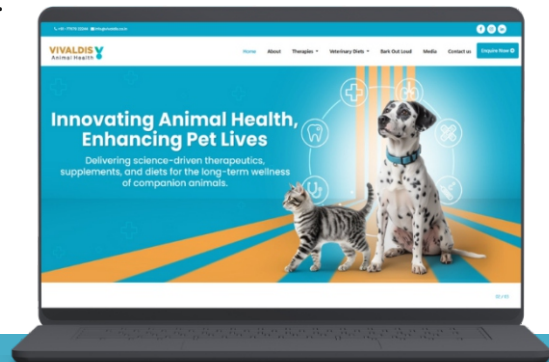 VIVALDIS
Animal Health
Home About Therapies Veterinary Diets Bark Out Loud Media Contact us Enquire Now
Innovating Animal Health,
Enhancing Pet Lives
Delivering science-driven therapeutics,
supplements, and diets for the long-term wellness
of companion animals.